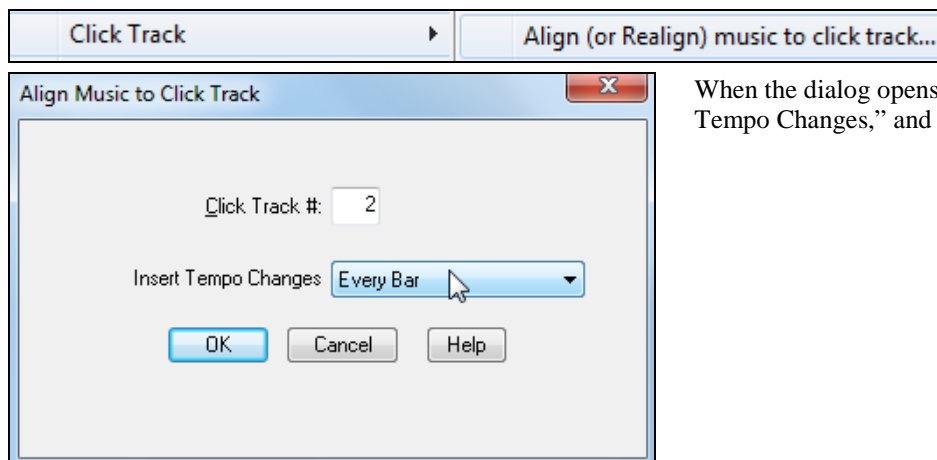 Click Track Align (or Realign) music to click track...
Align Music to Click Track
When the dialog opens
Tempo Changes,” and
Click Track #: 2
Insert Tempo Changes Every Bar
OK Cancel Help